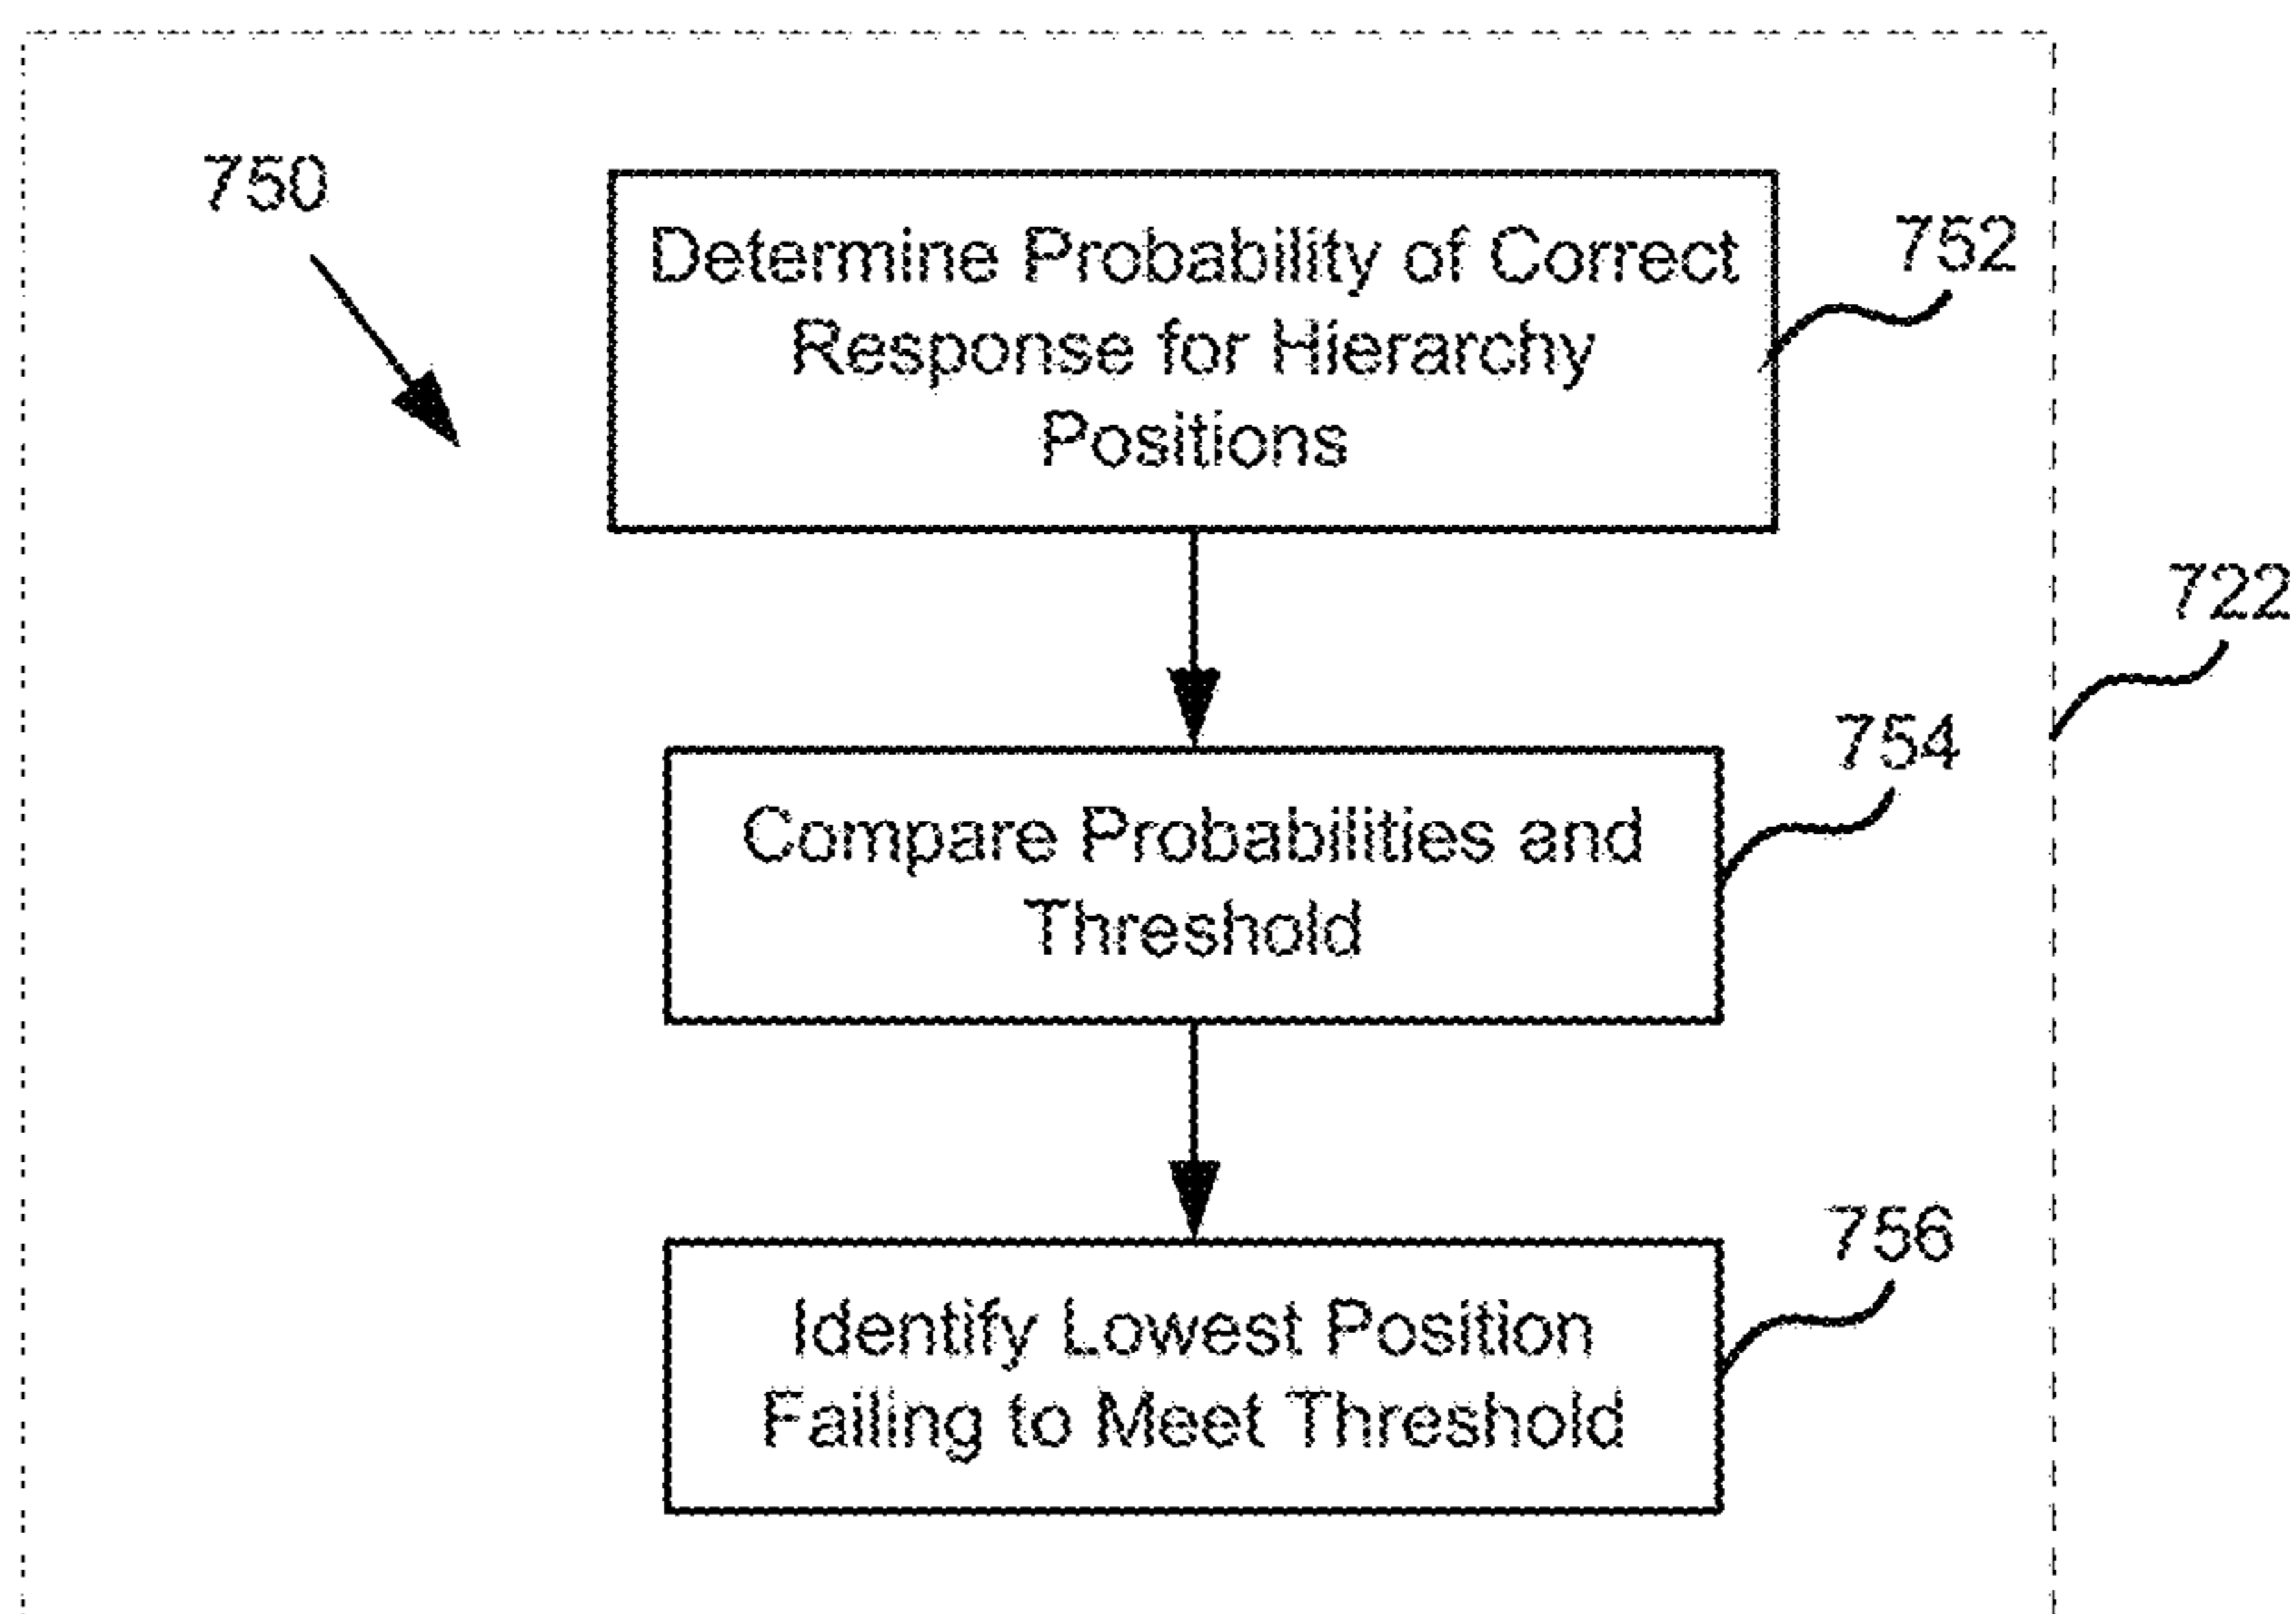 750
Determine Probability of Correct
Response for Hierarchy
Positions
752
722
Compare Probabilities and
Threshold
754
Identify Lowest Position
Failing to Meet Threshold
756